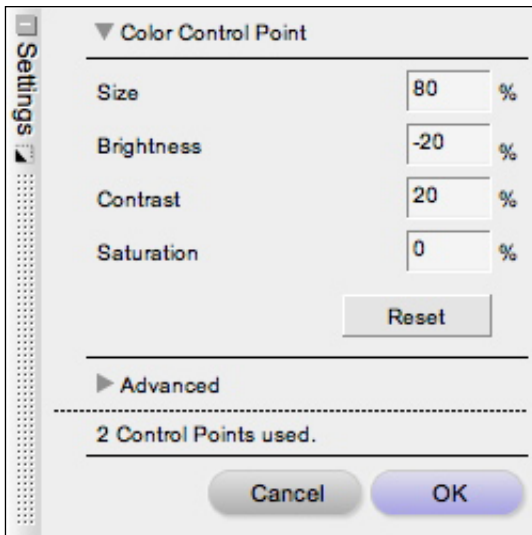 Settings
Color Control Point
Size 80 %
Brightness -20 %
Contrast 20 %
Saturation 0 %
Reset
Advanced
2 Control Points used.
Cancel OK